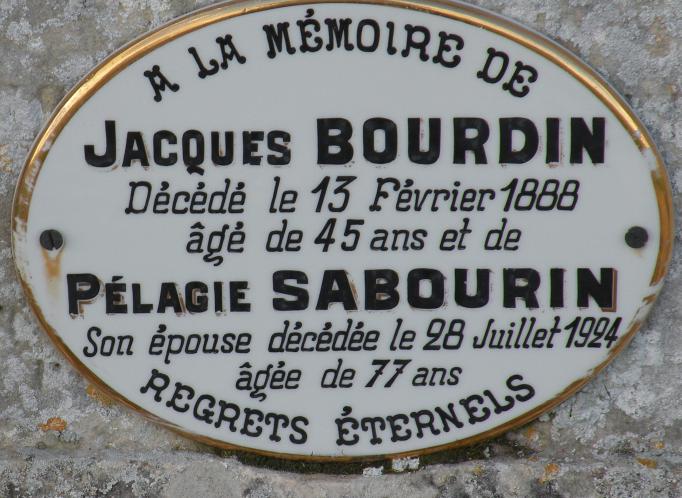 A LA MÉMOIRE DE
JACQUES BOURDIN
Décédé le 13 Février 1888
âgé de 45 ans et de
PÉLAGIE SABOURIN
Son épouse décédée le 28 Juillet 1924
âgée de 77 ans
REGRETS ÉTERNELS